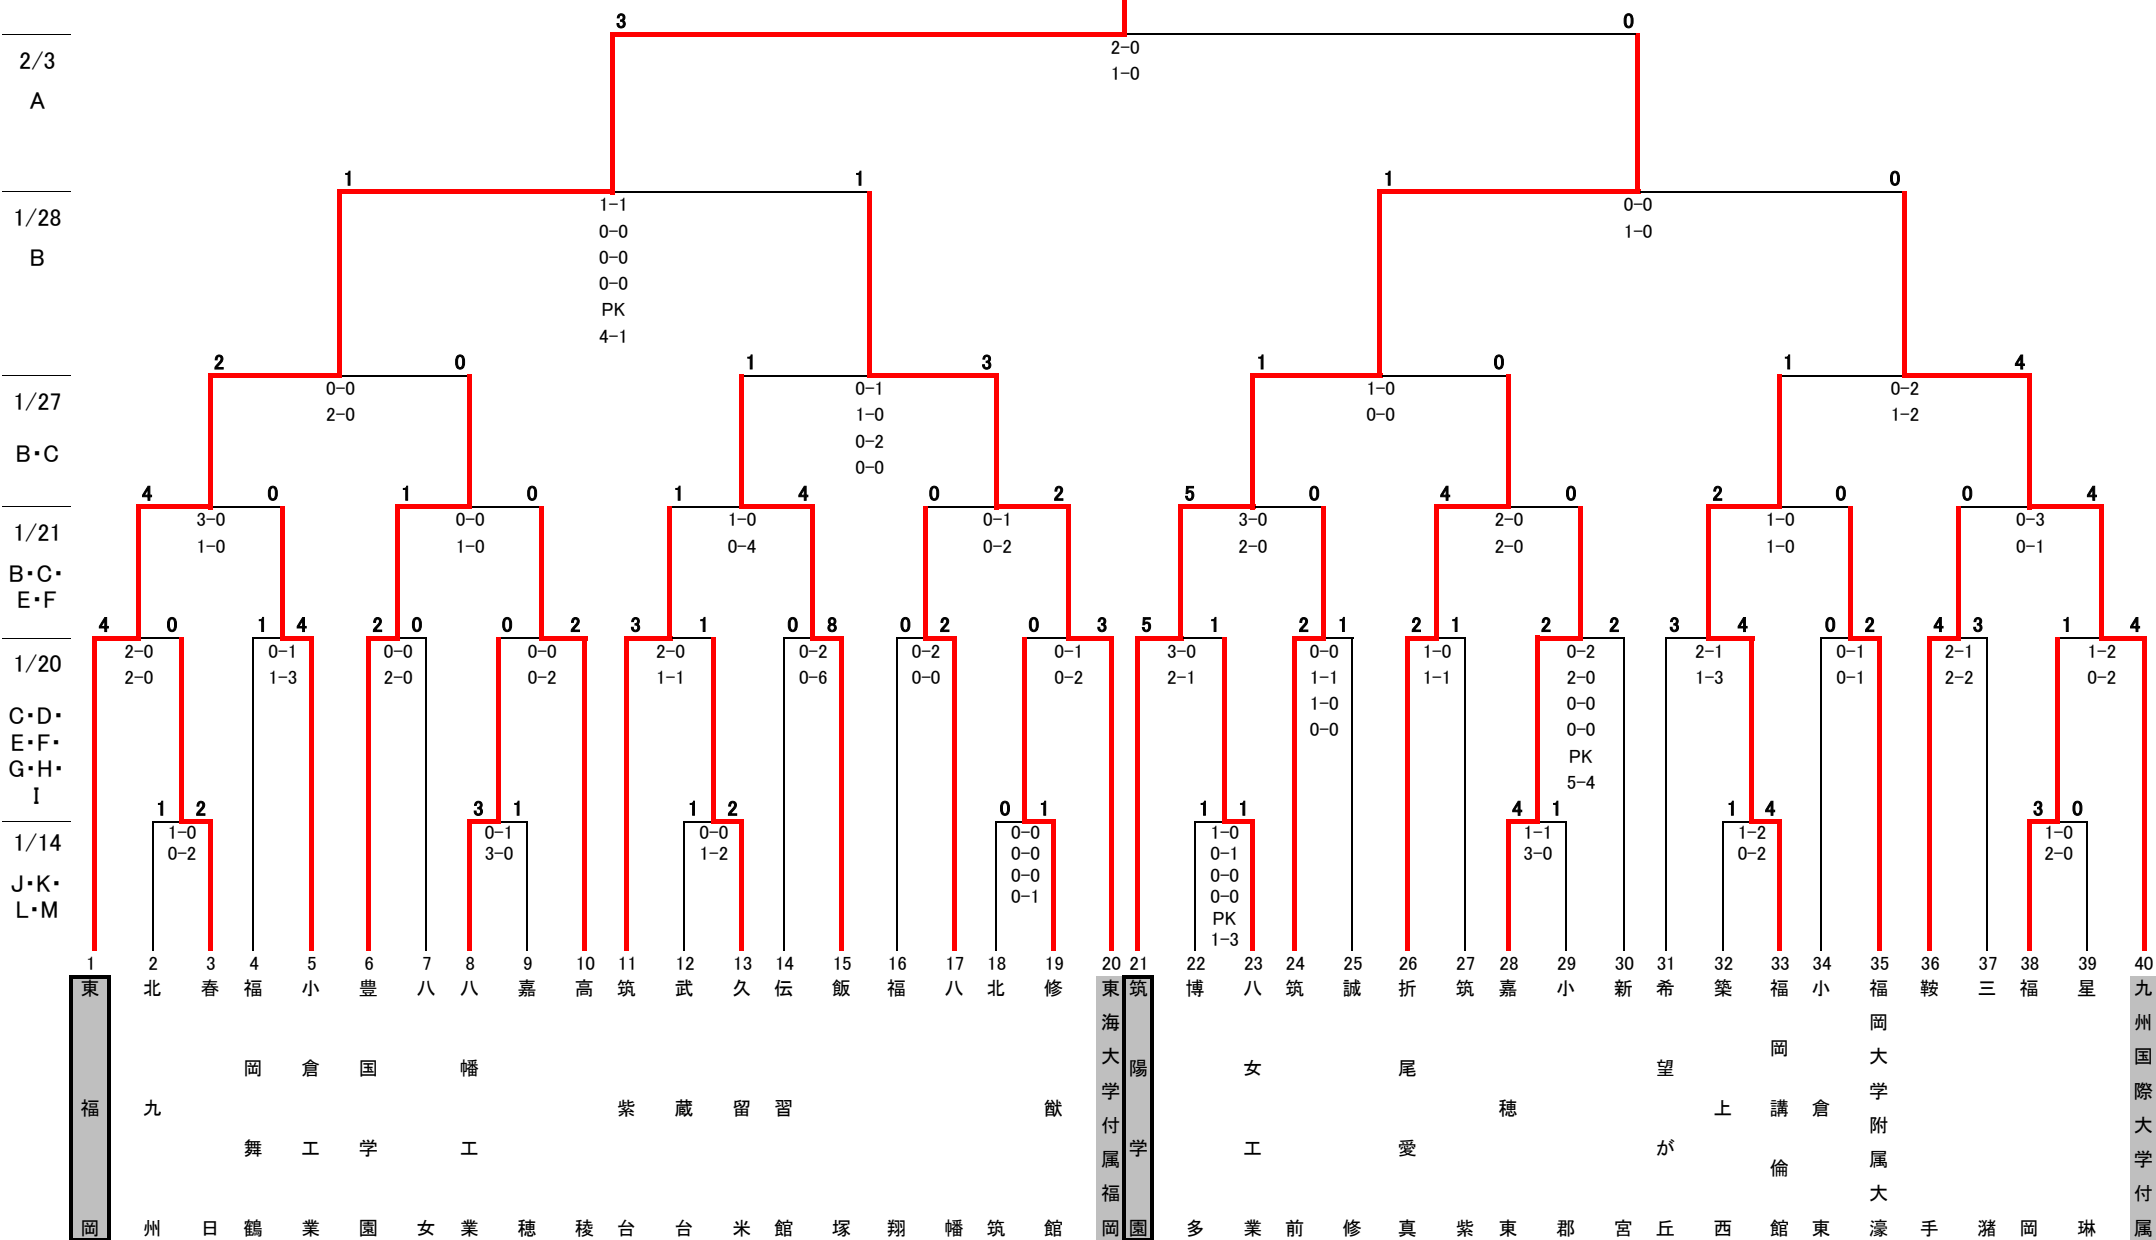 3 0
2/3
2-0
A
1-0
1 1 1 0
1/28
1-1 0-0
B
0-0 1-0
0-0
0-0
PK
4-1
2 0 1 3 1 0 1 4
1/27
0-0 0-1 1-0 0-2
2-0 1-0 0-0 1-2
B・C
0-2
0-0
4 0 1 0 1 4 0 2 5 0 4 0 2 0 0 4
1/21
3-0 0-0 1-0 0-1 3-0 2-0 1-0 0-3
1-0 1-0 0-4 0-2 2-0 2-0 1-0 0-1
B・C・
E・F
4 0 1 4 2 0 0 2 3 1 0 8 0 2 0 3 5 1 2 1 2 1 2 2 3 4 0 2 4 3 1 4
1/20
2-0 0-1 0-0 0-0 2-0 0-2 0-2 0-1 3-0 0-0 1-0 0-2 2-1 0-1 2-1 1-2
2-0 1-3 2-0 0-2 1-1 0-6 0-0 0-2 2-1 1-1 1-1 2-0 1-3 0-1 2-2 0-2
1-0 0-0
0-0 0-0
PK
5-4
C・D・
E・F・
G・H・
I
1 2 3 1 1 2 0 1 1 1 4 1 1 4 3 0
1/14
1-0 0-1 0-0 0-0 1-0 1-1 1-2 1-0
0-2 3-0 1-2 0-0 0-1 3-0 0-2 2-0
0-0 0-0
0-1 0-0
PK
1-3
J・K・
L・M
1 東福岡
2 北九州
3 春日
4 福岡舞鶴
5 小倉工業
6 豊国学園
7 八女
8 八幡工業
9 嘉穂
10 高稜
11 筑紫台
12 武蔵台
13 久留米
14 伝習館
15 飯塚
16 福翔
17 八幡
18 北筑
19 修猷館
20 東海大学付属福岡
21 筑陽学園
22 博多
23 八女工業
24 筑前
25 誠修
26 折尾愛真
27 筑紫
28 嘉穂東
29 小郡
30 新宮
31 希望が丘
32 築上西
33 福岡講倫館
34 小倉東
35 福岡大学附属大濠
36 鞍手
37 三潴
38 福岡
39 星琳
40 九州国際大学付属